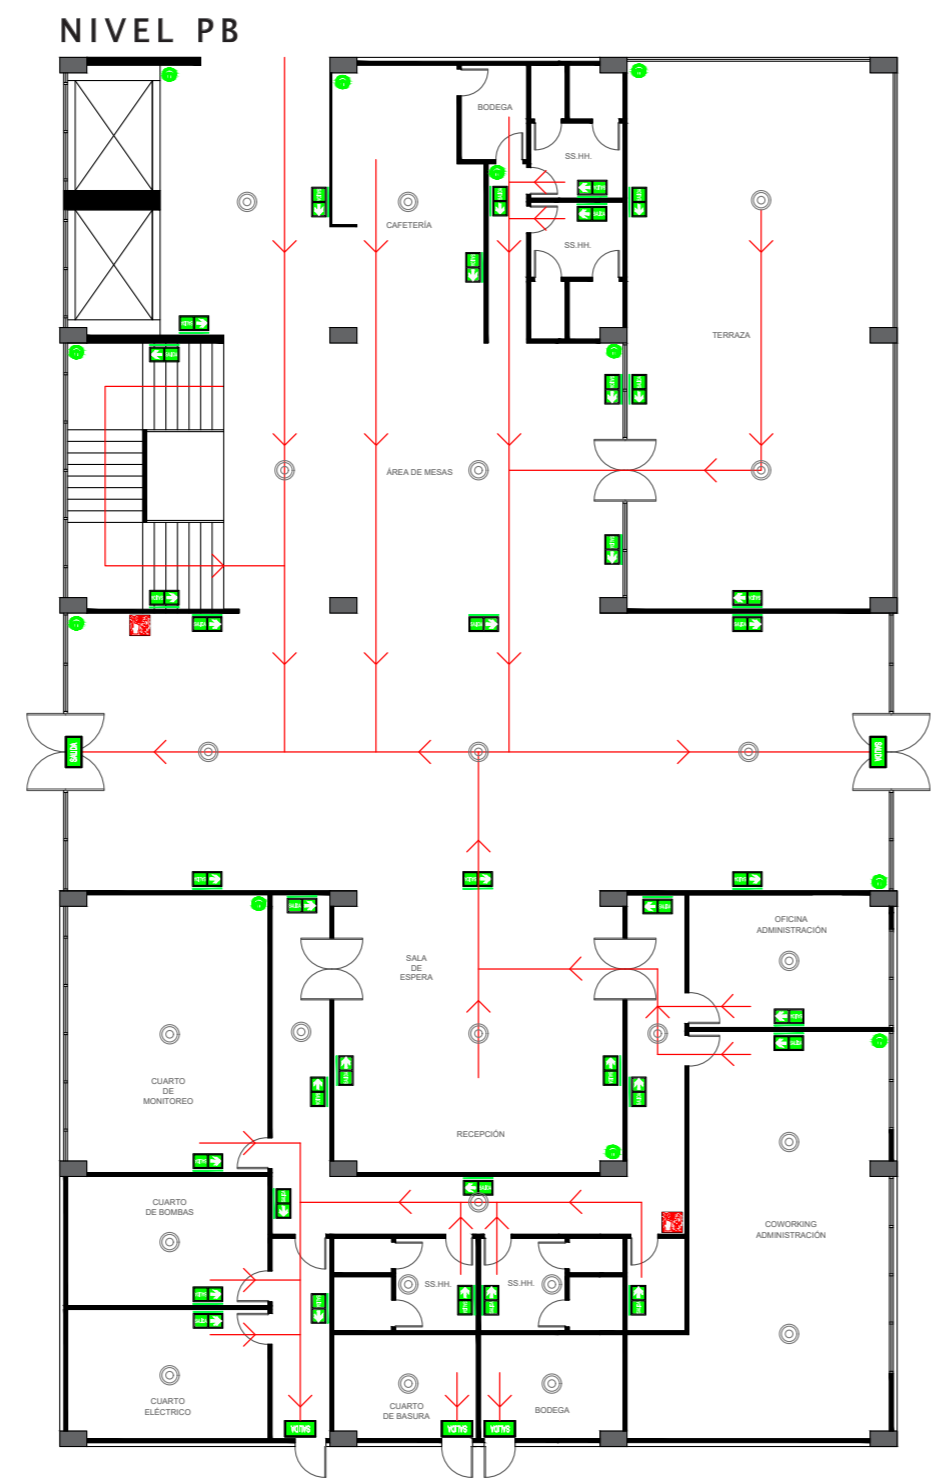 NIVEL PB
BODEGA
SS.HH.
CAFETERÍA
SS.HH.
TERRAZA
ÁREA DE MESAS
SALIDA
SALIDA
OFICINA
ADMINISTRACIÓN
SALA
DE
ESPERA
CUARTO
DE
MONITOREO
RECEPCIÓN
CUARTO
DE BOMBAS
COWORKING
ADMINISTRACIÓN
SS.HH.
SS.HH.
CUARTO
ELÉCTRICO
CUARTO
DE BASURA
BODEGA
SALIDA
SALIDA
SALIDA